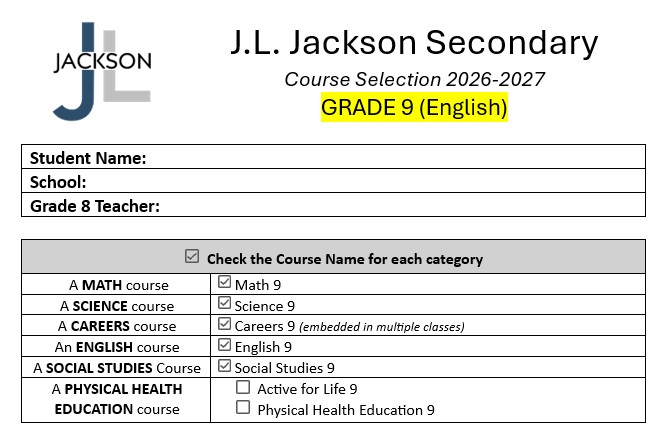 JACKSON
JL
J.L. Jackson Secondary
Course Selection 2026-2027
GRADE 9 (English)
Student Name:
School:
Grade 8 Teacher:
☑ Check the Course Name for each category
A MATH course ☑ Math 9
A SCIENCE course ☑ Science 9
A CAREERS course ☑ Careers 9 (embedded in multiple classes)
An ENGLISH course ☑ English 9
A SOCIAL STUDIES Course ☑ Social Studies 9
A PHYSICAL HEALTH EDUCATION course
☐ Active for Life 9
☐ Physical Health Education 9